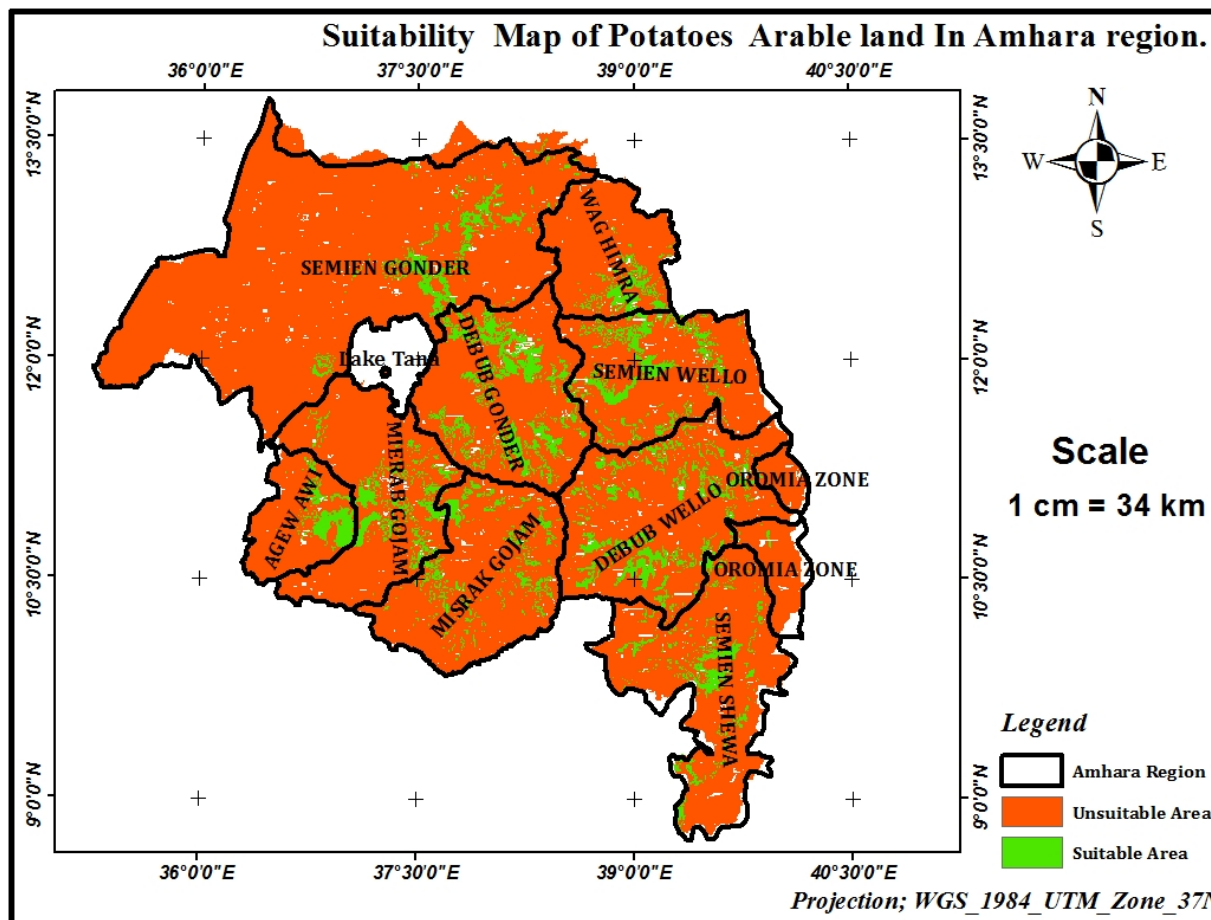 Suitability Map of Potatoes Arable land In Amhara region.
36°0'0"E 37°30'0"E 39°0'0"E 40°30'0"E
13°30'0"N 13°30'0"N
N
W E
S
WAG HIMRA
SEMIEN GONDER
12°0'0"N 12°0'0"N
Lake Tana
DEBUB GONDER
SEMIEN WELLO
MIERAB GOJAM
AGEW AWI
OROMIA ZONE
DEBUB WELLO
MISRAK GOJAM
Scale
1 cm = 34 km
10°30'0"N 10°30'0"N
OROMIA ZONE
SEMIEN SHEWA
Legend
Amhara Region
Unsuitable Area
Suitable Area
9°0'0"N 9°0'0"N
36°0'0"E 37°30'0"E 39°0'0"E 40°30'0"E
Projection; WGS_1984_UTM_Zone_37N